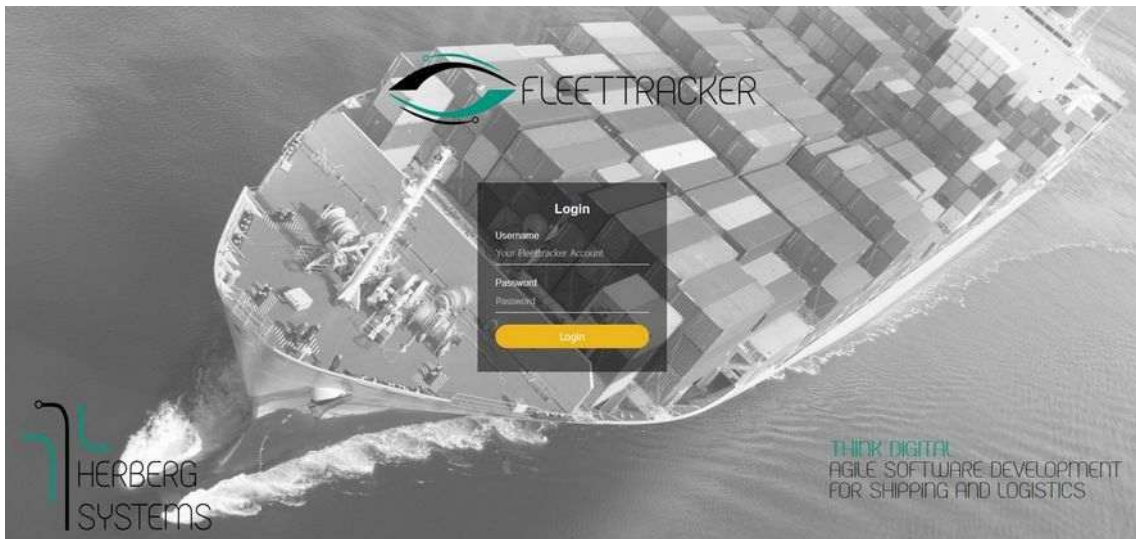 FLEETTRACKER
Login
Username
Your Fleettracker Account
Password
Password
Login
HERBERG
SYSTEMS
THINK DIGITAL
AGILE SOFTWARE DEVELOPMENT
FOR SHIPPING AND LOGISTICS